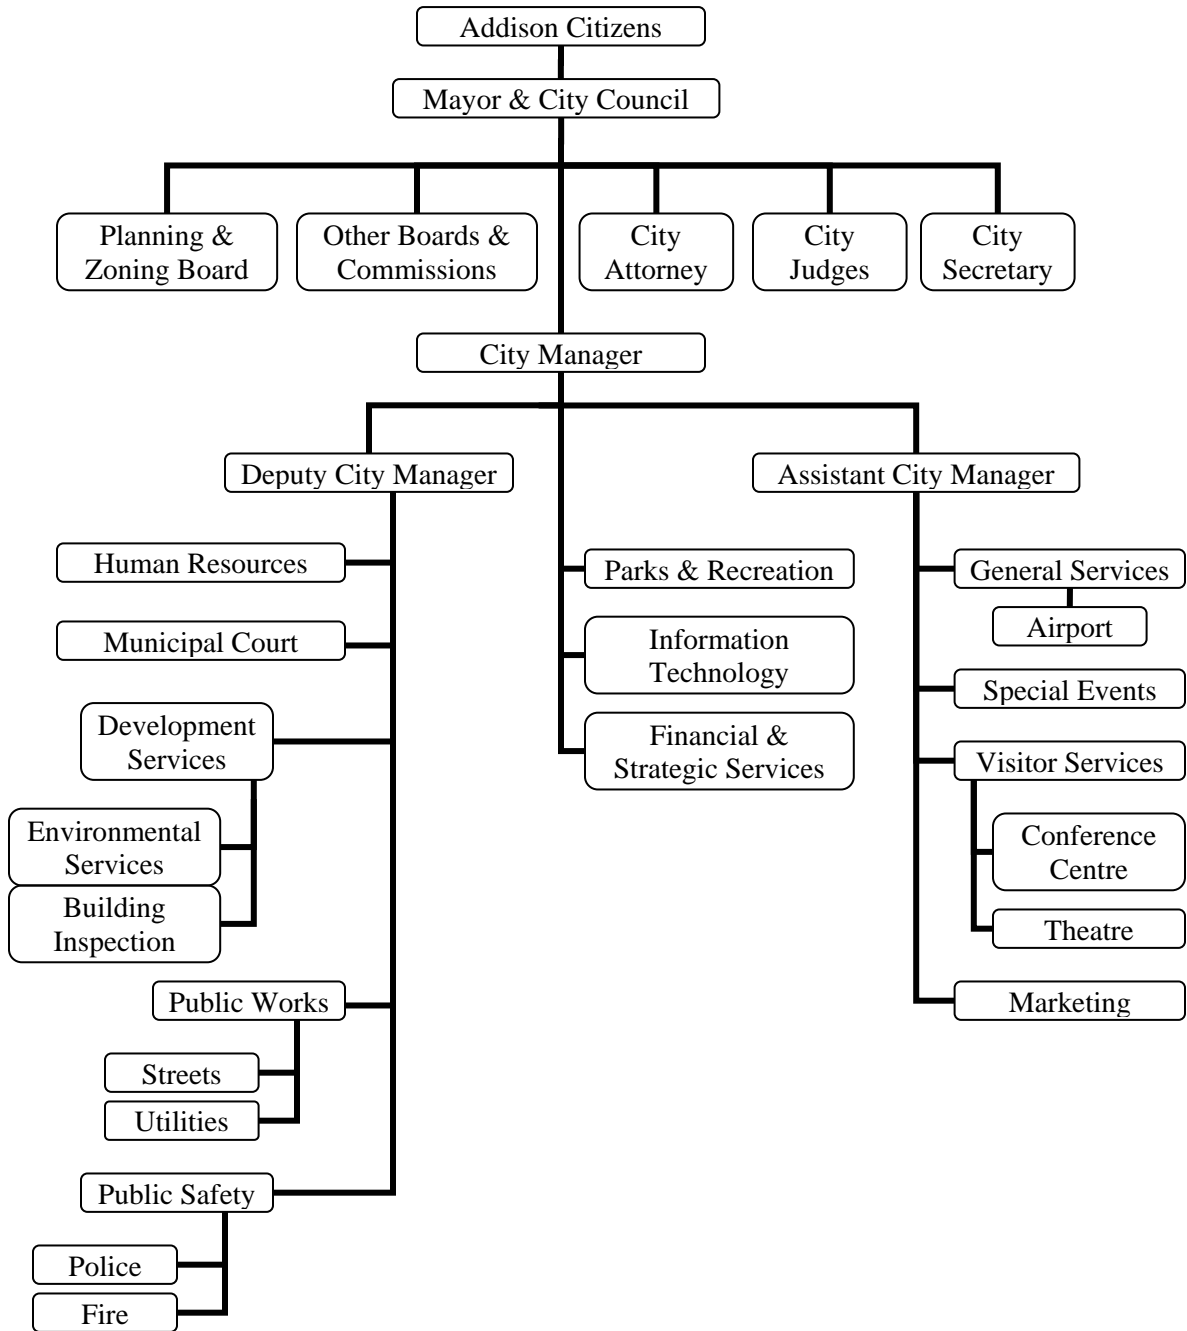 Addison Citizens
Mayor & City Council
Planning &
Zoning Board
Other Boards &
Commissions
City
Attorney
City
Judges
City
Secretary
City Manager
Deputy City Manager
Assistant City Manager
Human Resources
Municipal Court
Development
Services
Environmental
Services
Building
Inspection
Public Works
Streets
Utilities
Public Safety
Police
Fire
Parks & Recreation
Information
Technology
Financial &
Strategic Services
General Services
Airport
Special Events
Visitor Services
Conference
Centre
Theatre
Marketing